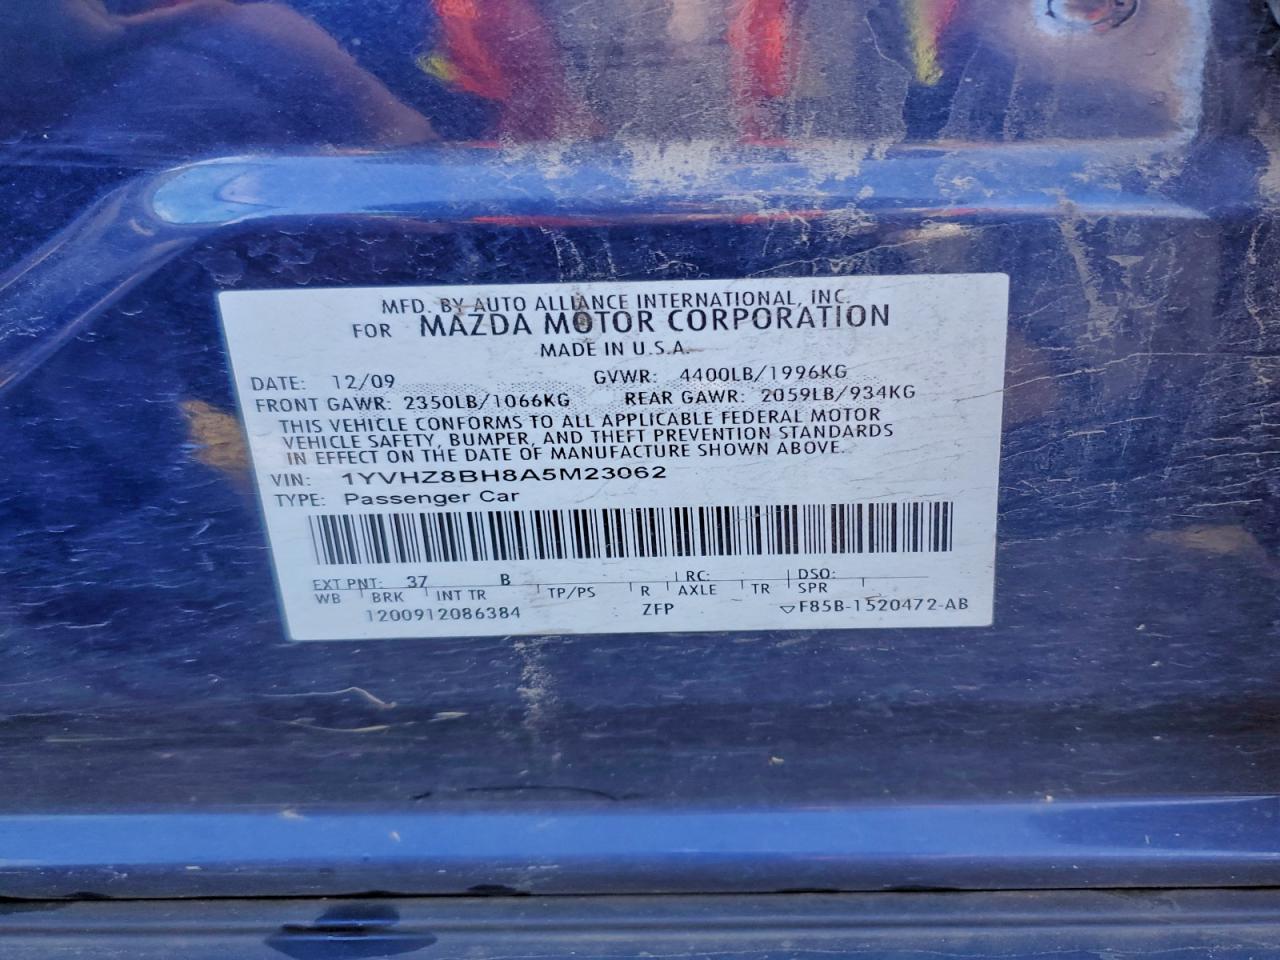 MFD. BY AUTO ALLIANCE INTERNATIONAL, INC.
FOR MAZDA MOTOR CORPORATION
MADE IN U.S.A.
DATE: 12/09 GVWR: 4400LB/1996KG
FRONT GAWR: 2350LB/1066KG REAR GAWR: 2059LB/934KG
THIS VEHICLE CONFORMS TO ALL APPLICABLE FEDERAL MOTOR
VEHICLE SAFETY, BUMPER, AND THEFT PREVENTION STANDARDS
IN EFFECT ON THE DATE OF MANUFACTURE SHOWN ABOVE.
VIN: 1YVHZ8BH8A5M23062
TYPE: Passenger Car
EXT PNT: 37 B RC: DSO:
WB BRK INT TR TP/PS R AXLE TR SPR
1200912086384 ZFP ▽F85B-1520472-AB